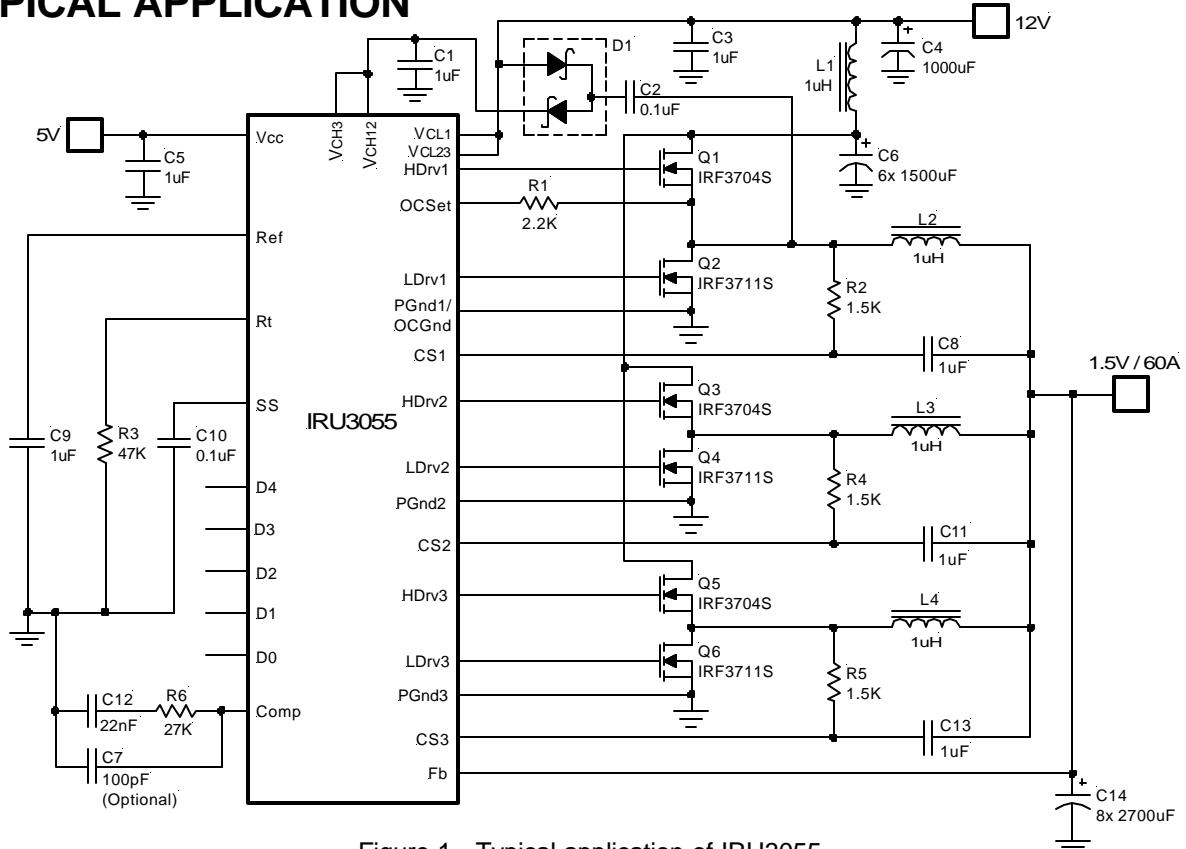 PICAL APPLICATION
12V
C3
1uF
C4
1000uF
L1
1uH
D1
C1
1uF
C2
0.1uF
5V
C5
1uF
Vcc
VCH3
VCH12
VCL1
VCL23
HDrv1
Q1
IRF3704S
C6
6x 1500uF
R1
2.2K
OCSet
Ref
L2
1uH
LDrv1
Q2
IRF3711S
R2
1.5K
PGnd1/
OCGnd
Rt
CS1
C8
1uF
1.5V / 60A
IRU3055
HDrv2
Q3
IRF3704S
L3
1uH
SS
C9
1uF
R3
47K
C10
0.1uF
LDrv2
Q4
IRF3711S
R4
1.5K
D4
PGnd2
D3
CS2
C11
1uF
D2
HDrv3
Q5
IRF3704S
L4
1uH
D1
D0
LDrv3
Q6
IRF3711S
R5
1.5K
PGnd3
C12
22nF
R6
27K
Comp
CS3
C13
1uF
C7
100pF
(Optional)
Fb
C14
8x 2700uF